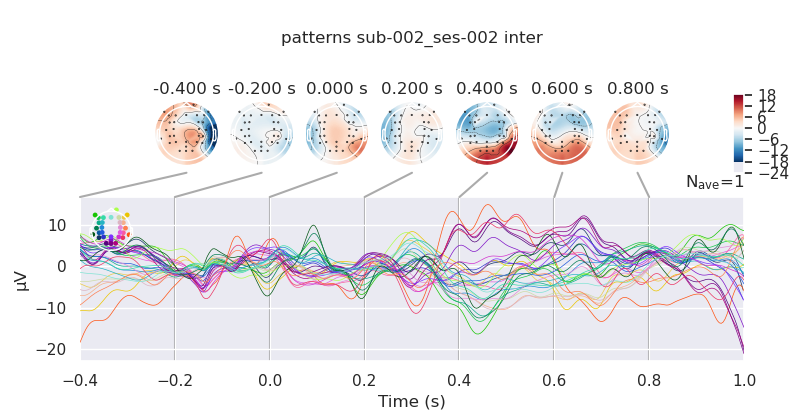 patterns sub-002_ses-002 inter
-0.400 s -0.200 s 0.000 s 0.200 s 0.400 s 0.600 s 0.800 s
18
12
6
0
−6
−12
−18
−24
Nave=1
10
0
−10
−20
µV
−0.4 −0.2 0.0 0.2 0.4 0.6 0.8 1.0
Time (s)